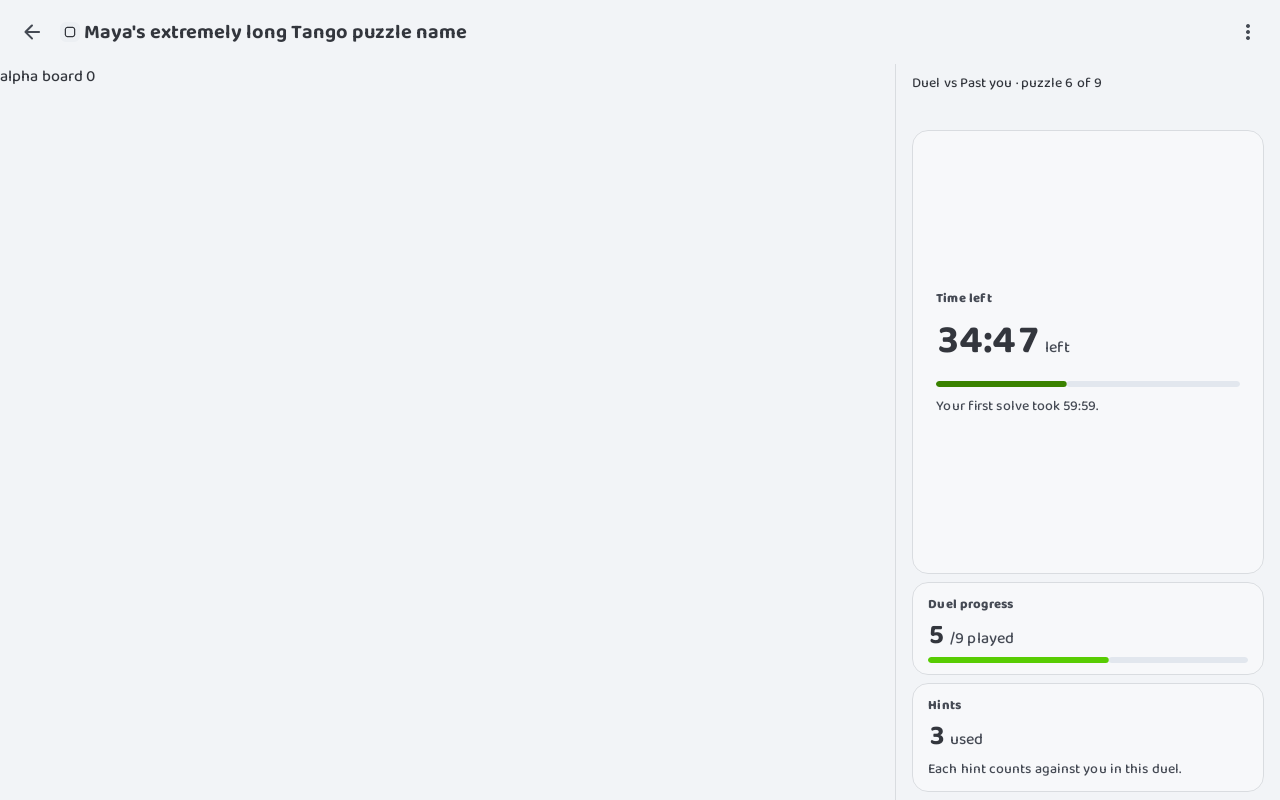 Maya's extremely long Tango puzzle name
alpha board 0
Duel vs Past you · puzzle 6 of 9
Time left
34:47 left
Your first solve took 59:59.
Duel progress
5 /9 played
Hints
3 used
Each hint counts against you in this duel.